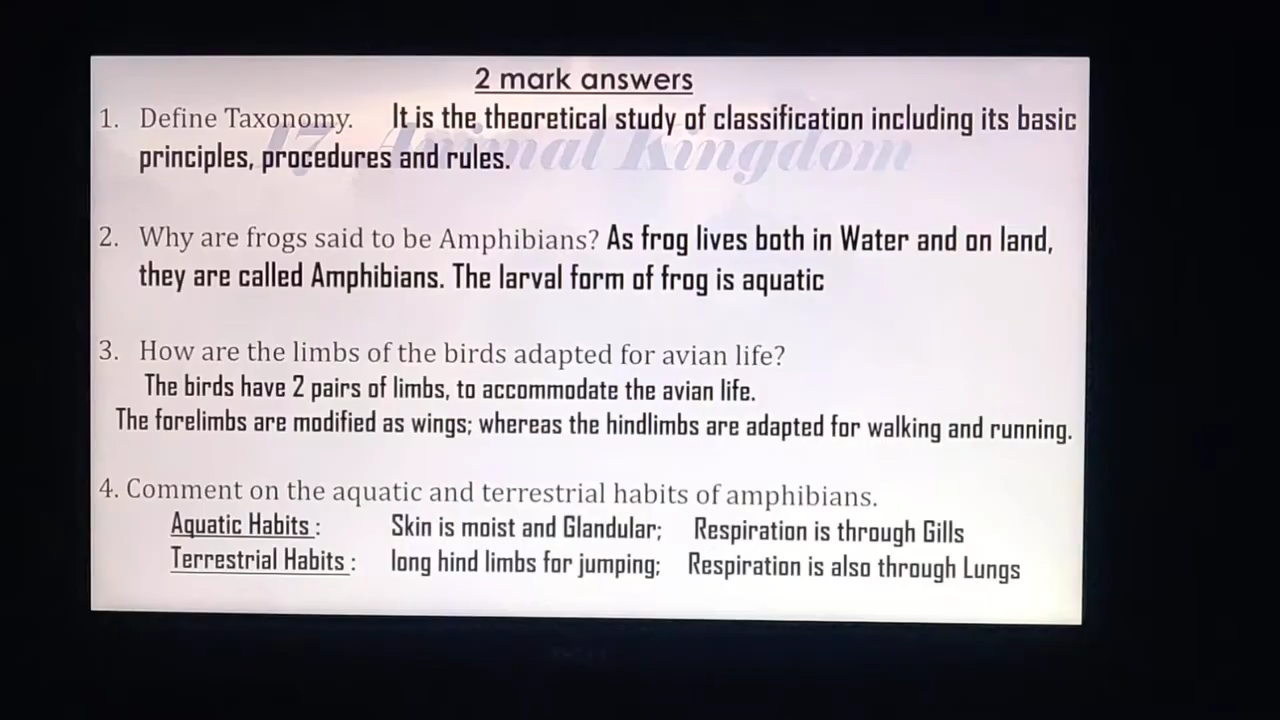 2 mark answers
1. Define Taxonomy. It is the theoretical study of classification including its basic
principles, procedures and rules.
17. Animal Kingdom
2. Why are frogs said to be Amphibians? As frog lives both in Water and on land,
they are called Amphibians. The larval form of frog is aquatic
3. How are the limbs of the birds adapted for avian life?
The birds have 2 pairs of limbs, to accommodate the avian life.
The forelimbs are modified as wings; whereas the hindlimbs are adapted for walking and running.
4. Comment on the aquatic and terrestrial habits of amphibians.
Aquatic Habits : Skin is moist and Glandular; Respiration is through Gills
Terrestrial Habits : long hind limbs for jumping; Respiration is also through Lungs